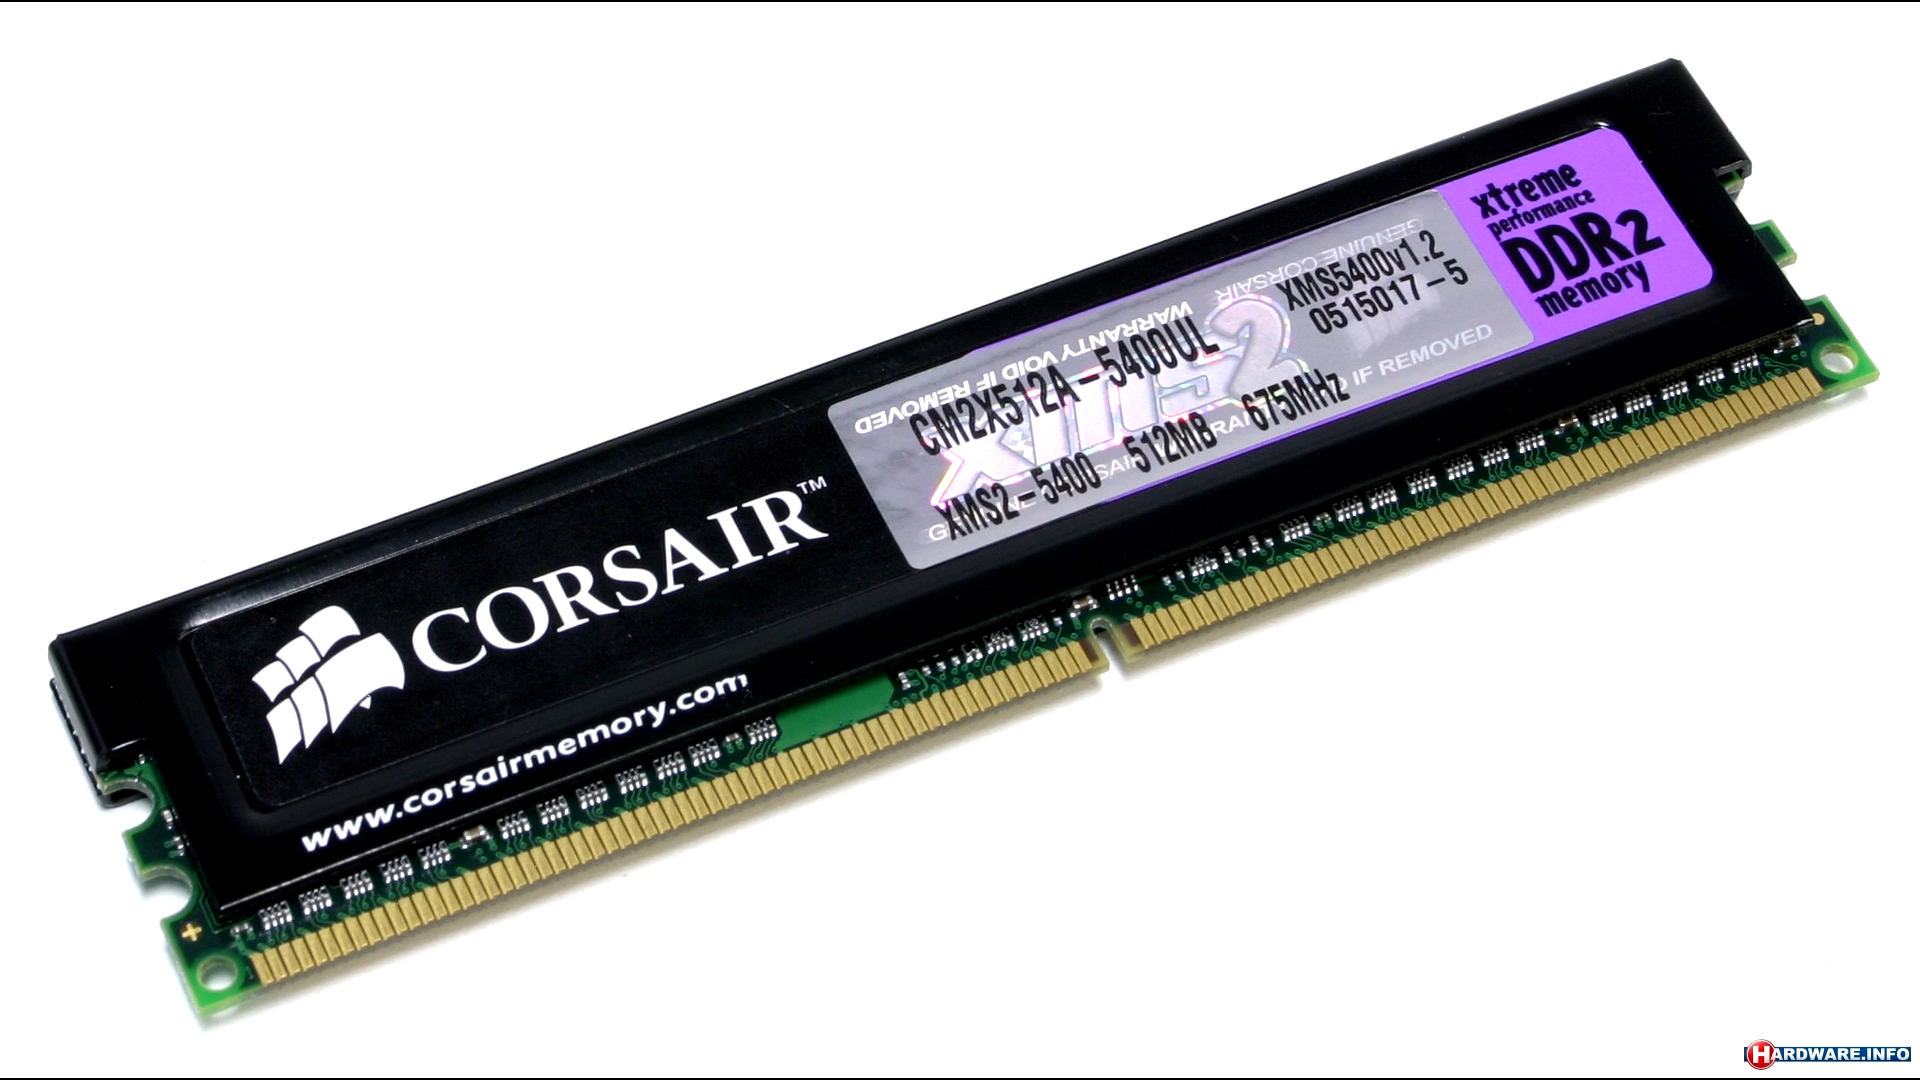 xtreme
performance
DDR2
memory
XMS5400v1.2
0515017-5
CM2X512A-5400UL
XMS2-5400 512MB 675MHz
GENUINE CORSAIR
WARRANTY VOID IF REMOVED
IF REMOVED
XMS2
CORSAIR™
www.corsairmemory.com
HARDWARE.INFO